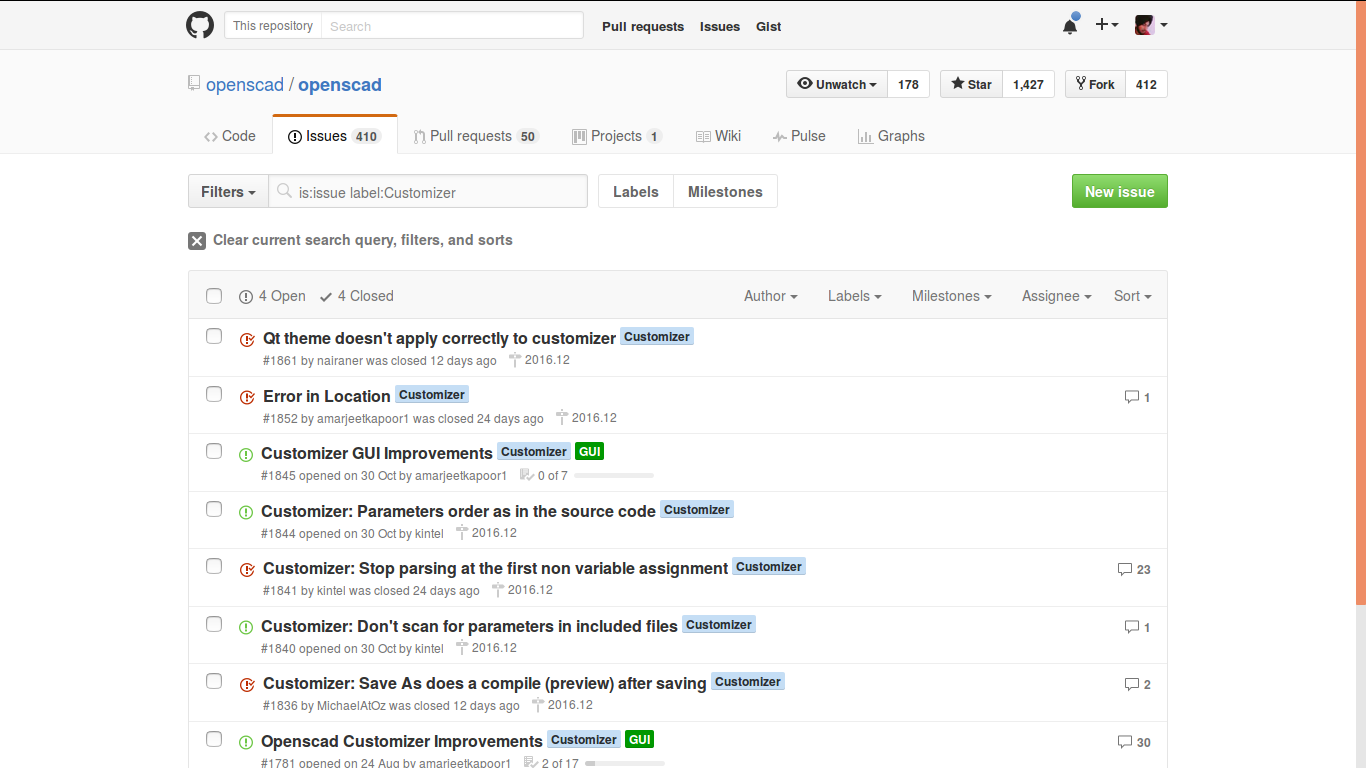 This repository Search Pull requests Issues Gist
openscad / openscad Unwatch 178 Star 1,427 Fork 412
Code Issues 410 Pull requests 50 Projects 1 Wiki Pulse Graphs
Filters is:issue label:Customizer Labels Milestones New issue
Clear current search query, filters, and sorts
4 Open 4 Closed Author Labels Milestones Assignee Sort
Qt theme doesn't apply correctly to customizer Customizer
#1861 by nairaner was closed 12 days ago 2016.12
Error in Location Customizer 1
#1852 by amarjeetkapoor1 was closed 24 days ago 2016.12
Customizer GUI Improvements Customizer GUI
#1845 opened on 30 Oct by amarjeetkapoor1 0 of 7
Customizer: Parameters order as in the source code Customizer
#1844 opened on 30 Oct by kintel 2016.12
Customizer: Stop parsing at the first non variable assignment Customizer 23
#1841 by kintel was closed 24 days ago 2016.12
Customizer: Don't scan for parameters in included files Customizer 1
#1840 opened on 30 Oct by kintel 2016.12
Customizer: Save As does a compile (preview) after saving Customizer 2
#1836 by MichaelAtOz was closed 12 days ago 2016.12
Openscad Customizer Improvements Customizer GUI 30
#1781 opened on 24 Aug by amarjeetkapoor1 2 of 17